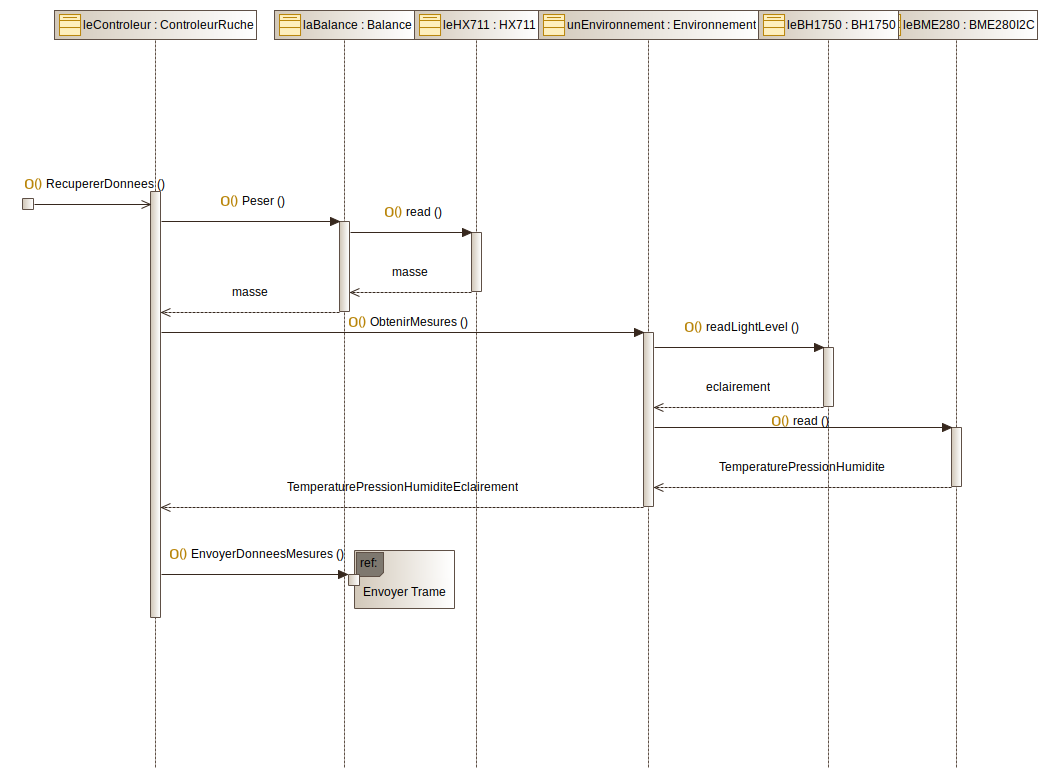 leControleur : ControleurRuche
laBalance : Balance
leHX711 : HX711
unEnvironnement : Environnement
leBH1750 : BH1750
leBME280 : BME280I2C
O() RecupererDonnees ()
O() Peser ()
O() read ()
masse
masse
O() ObtenirMesures ()
O() readLightLevel ()
eclairement
O() read ()
TemperaturePressionHumidite
TemperaturePressionHumiditeEclairement
O() EnvoyerDonneesMesures ()
ref:
Envoyer Trame